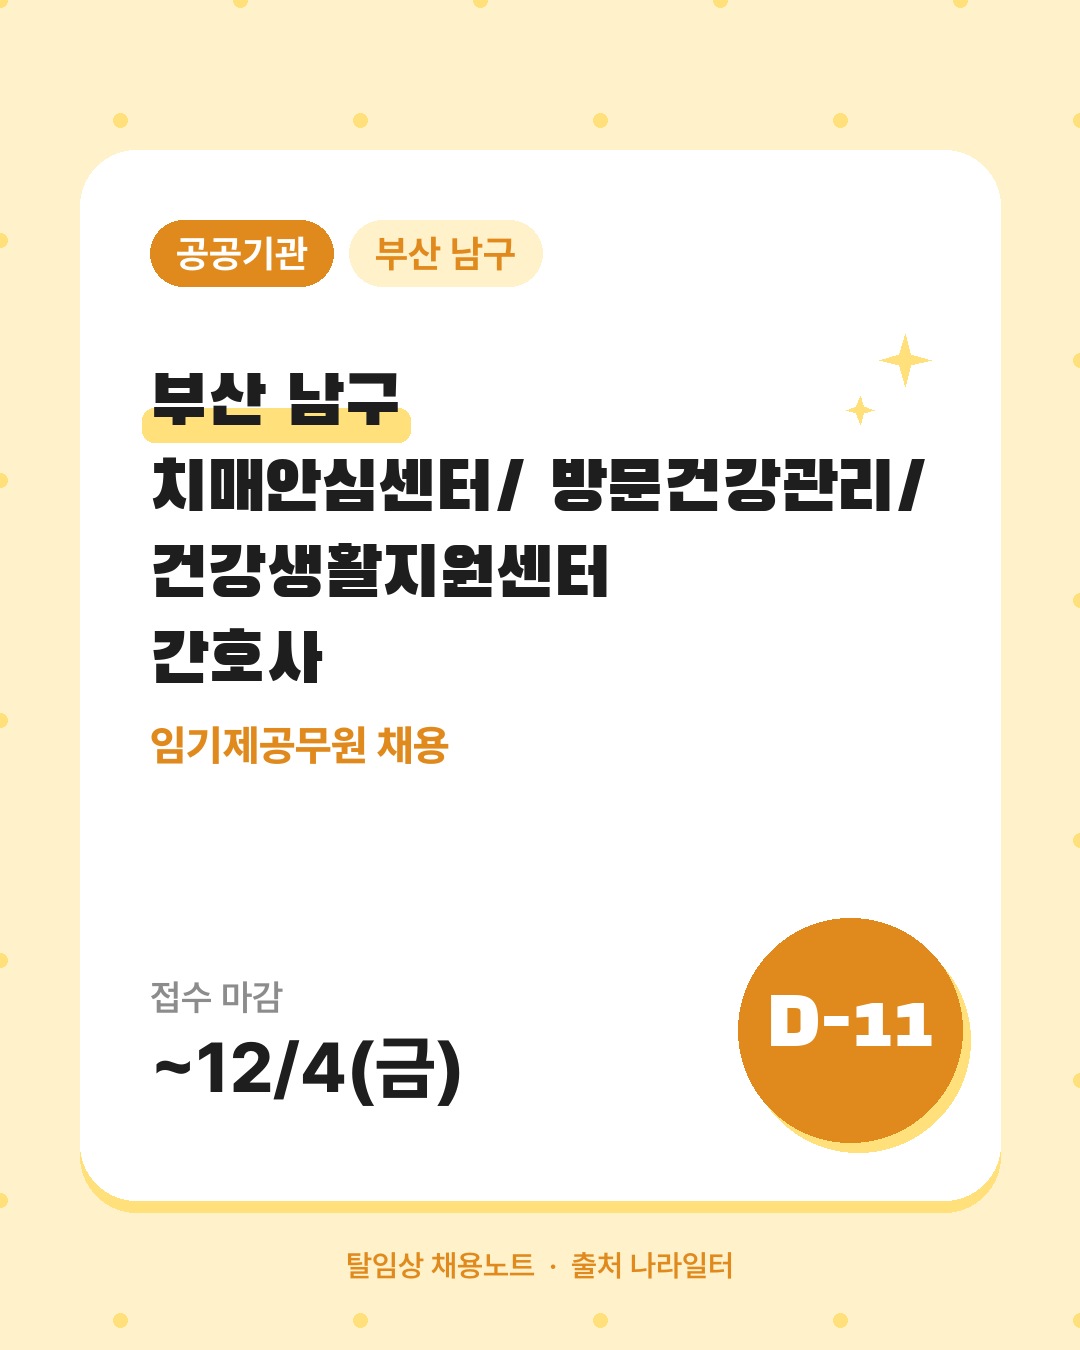 공공기관
부산 남구
부산 남구
치매안심센터/ 방문건강관리/
건강생활지원센터
간호사
임기제공무원 채용
접수 마감
~12/4(금)
D-11
탈임상 채용노트 · 출처 나라일터